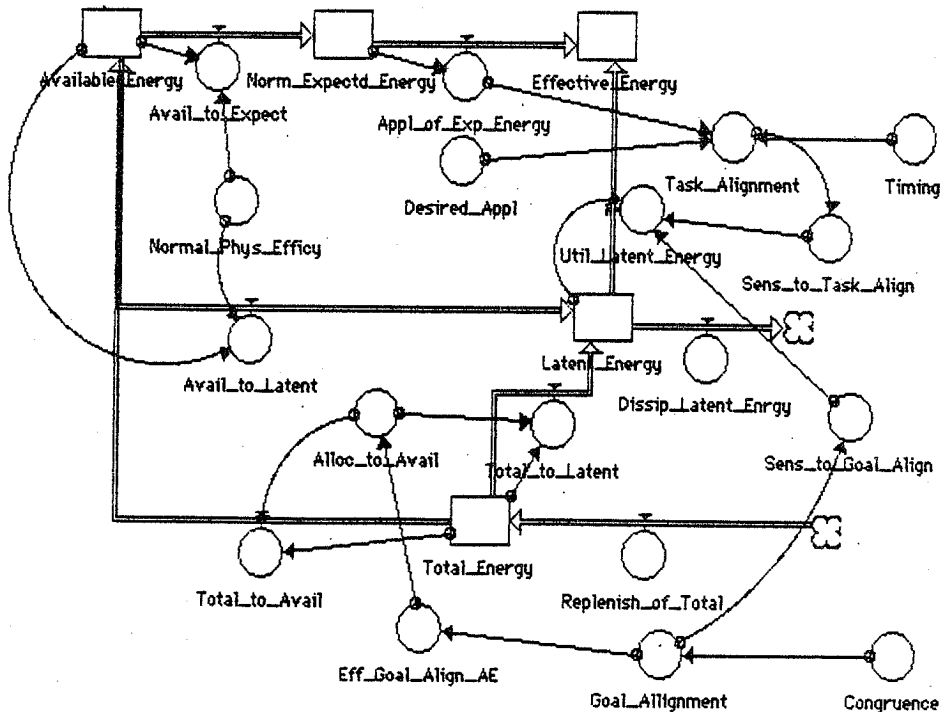 Available_Energy
Norm_Expectd_Energy
Effective_Energy
Avail_to_Expect
Appl_of_Exp_Energy
Task_Alignment
Timing
Desired_Appl
Normal_Phys_Efficy
Util_Latent_Energy
Sens_to_Task_Align
Latent_Energy
Avail_to_Latent
Dissip_Latent_Enrgy
Alloc_to_Avail
Total_to_Latent
Sens_to_Goal_Align
Total_Energy
Total_to_Avail
Replenish_of_Total
Eff_Goal_Align_AE
Goal_Allignment
Congruence